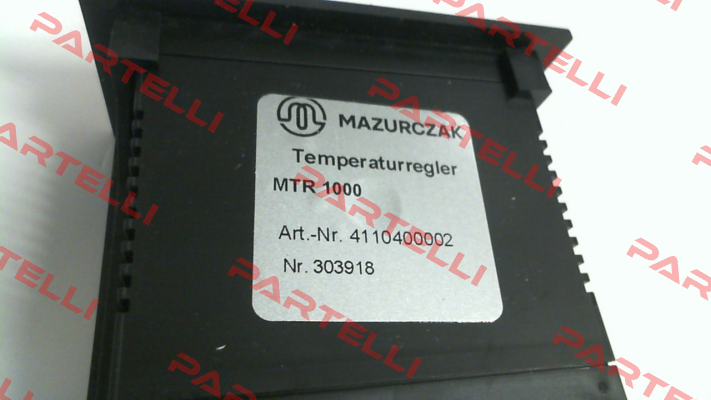 MAZURCZAK
Temperaturregler
MTR 1000
Art.-Nr. 4110400002
Nr. 303918
PARTELLI
PARTELLI
PARTELLI
PARTELLI
PARTELLI
PARTELLI
PARTELLI
PARTELLI
PARTELLI